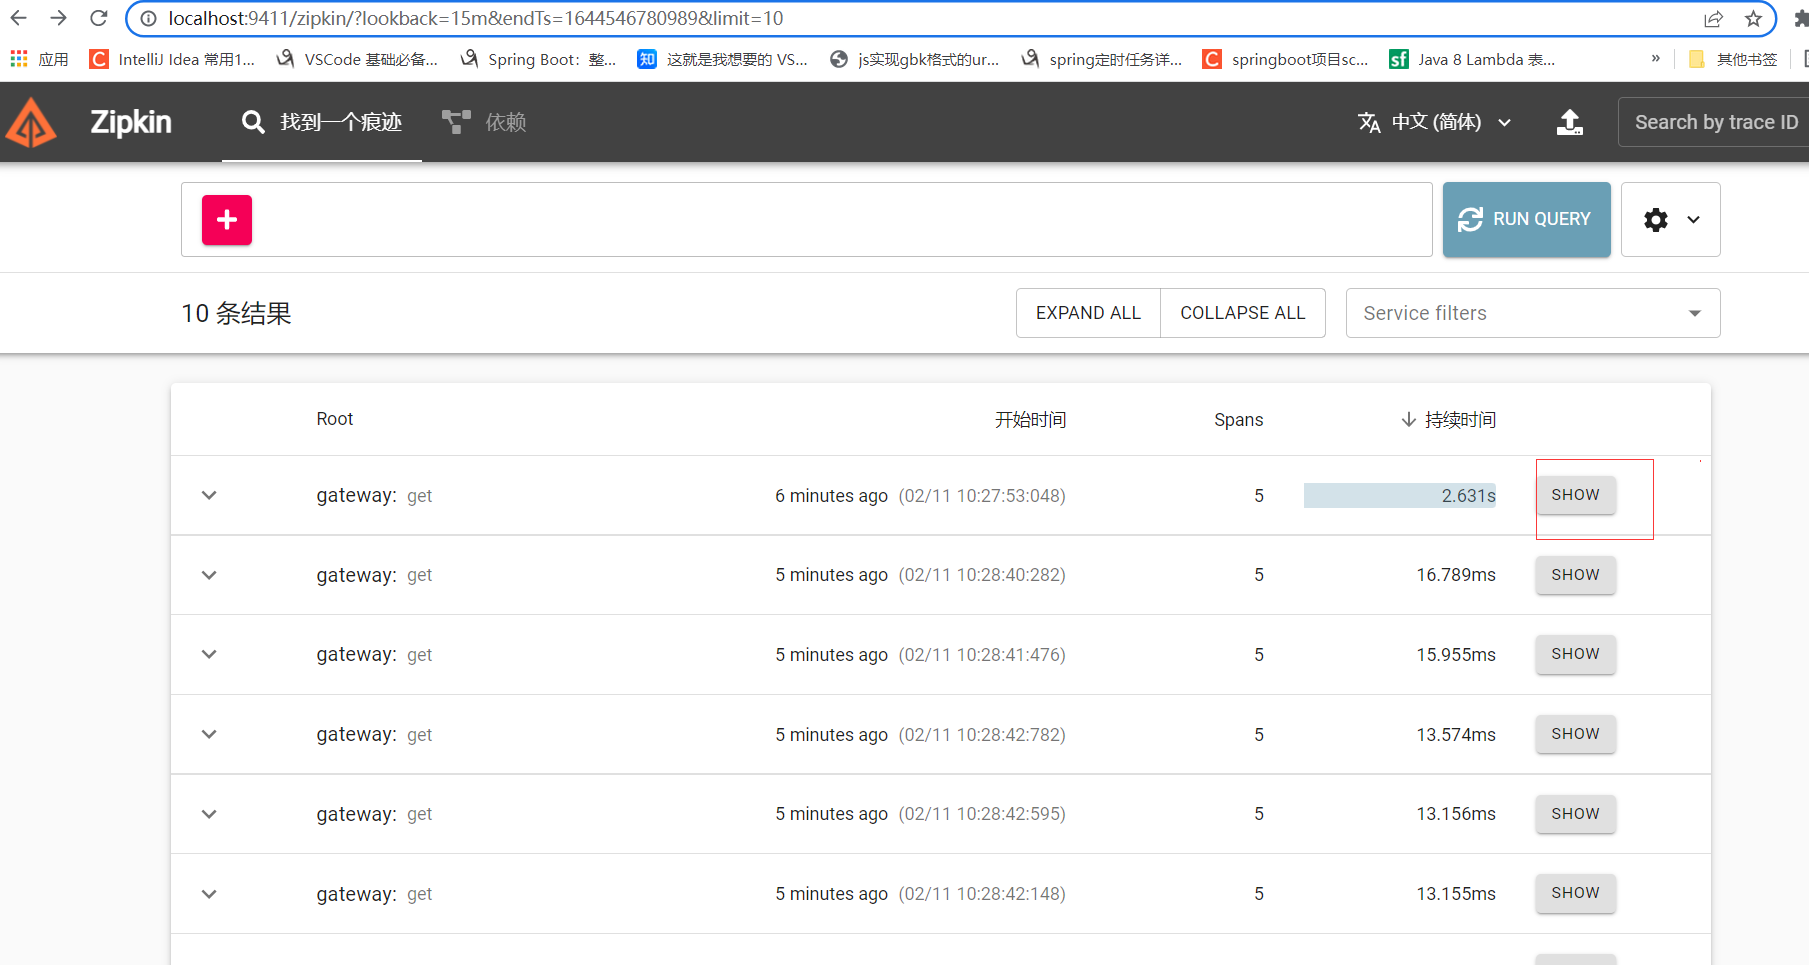 localhost:9411/zipkin/?lookback=15m&endTs=1644546780989&limit=10
应用 IntelliJ Idea 常用1... VSCode 基础必备... Spring Boot：整... 知 这就是我想要的 VS... js实现gbk格式的ur... spring定时任务详... springboot项目sc... sf Java 8 Lambda 表... » 其他书签
Zipkin 找到一个痕迹 依赖 中文 (简体) Search by trace ID
RUN QUERY
10 条结果 EXPAND ALL COLLAPSE ALL Service filters
Root 开始时间 Spans 持续时间
gateway: get 6 minutes ago (02/11 10:27:53:048) 5 2.631s SHOW
gateway: get 5 minutes ago (02/11 10:28:40:282) 5 16.789ms SHOW
gateway: get 5 minutes ago (02/11 10:28:41:476) 5 15.955ms SHOW
gateway: get 5 minutes ago (02/11 10:28:42:782) 5 13.574ms SHOW
gateway: get 5 minutes ago (02/11 10:28:42:595) 5 13.156ms SHOW
gateway: get 5 minutes ago (02/11 10:28:42:148) 5 13.155ms SHOW